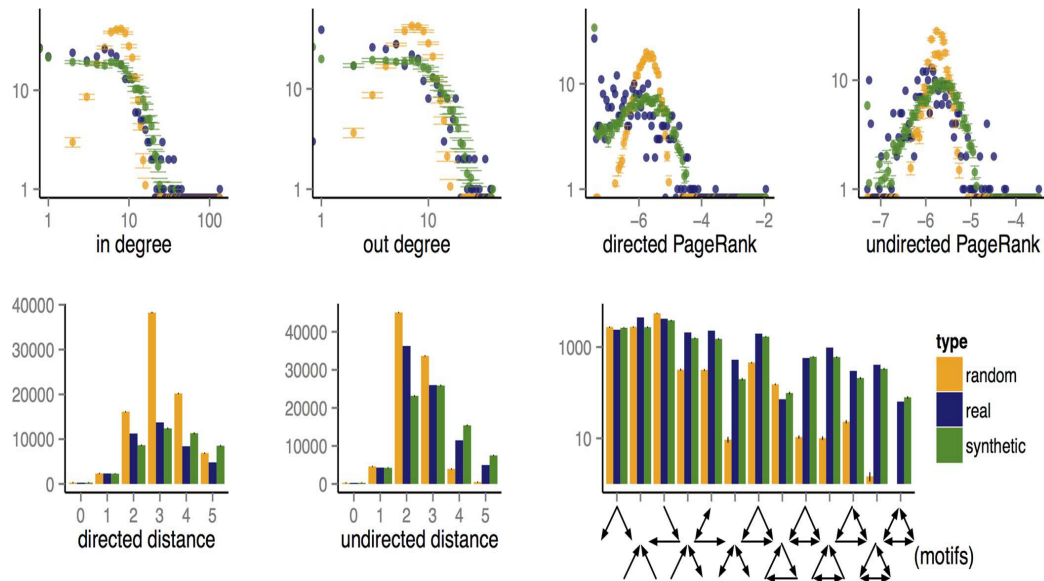 10
1
1 10 100
in degree
10
1
1 10
out degree
10
1
−6 −4 −2
directed PageRank
10
1
−7 −6 −5 −4
undirected PageRank
40000
30000
20000
10000
0
0 1 2 3 4 5
directed distance
40000
30000
20000
10000
0
0 1 2 3 4 5
undirected distance
1000
10
(motifs)
type
random
real
synthetic